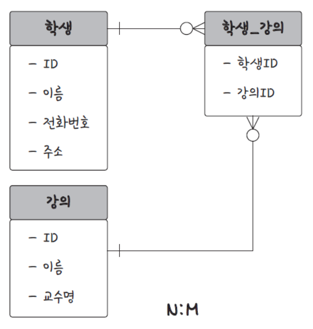 학생
- ID
- 이름
- 전화번호
- 주소
학생_강의
- 학생ID
- 강의ID
강의
- ID
- 이름
- 교수명
N:M